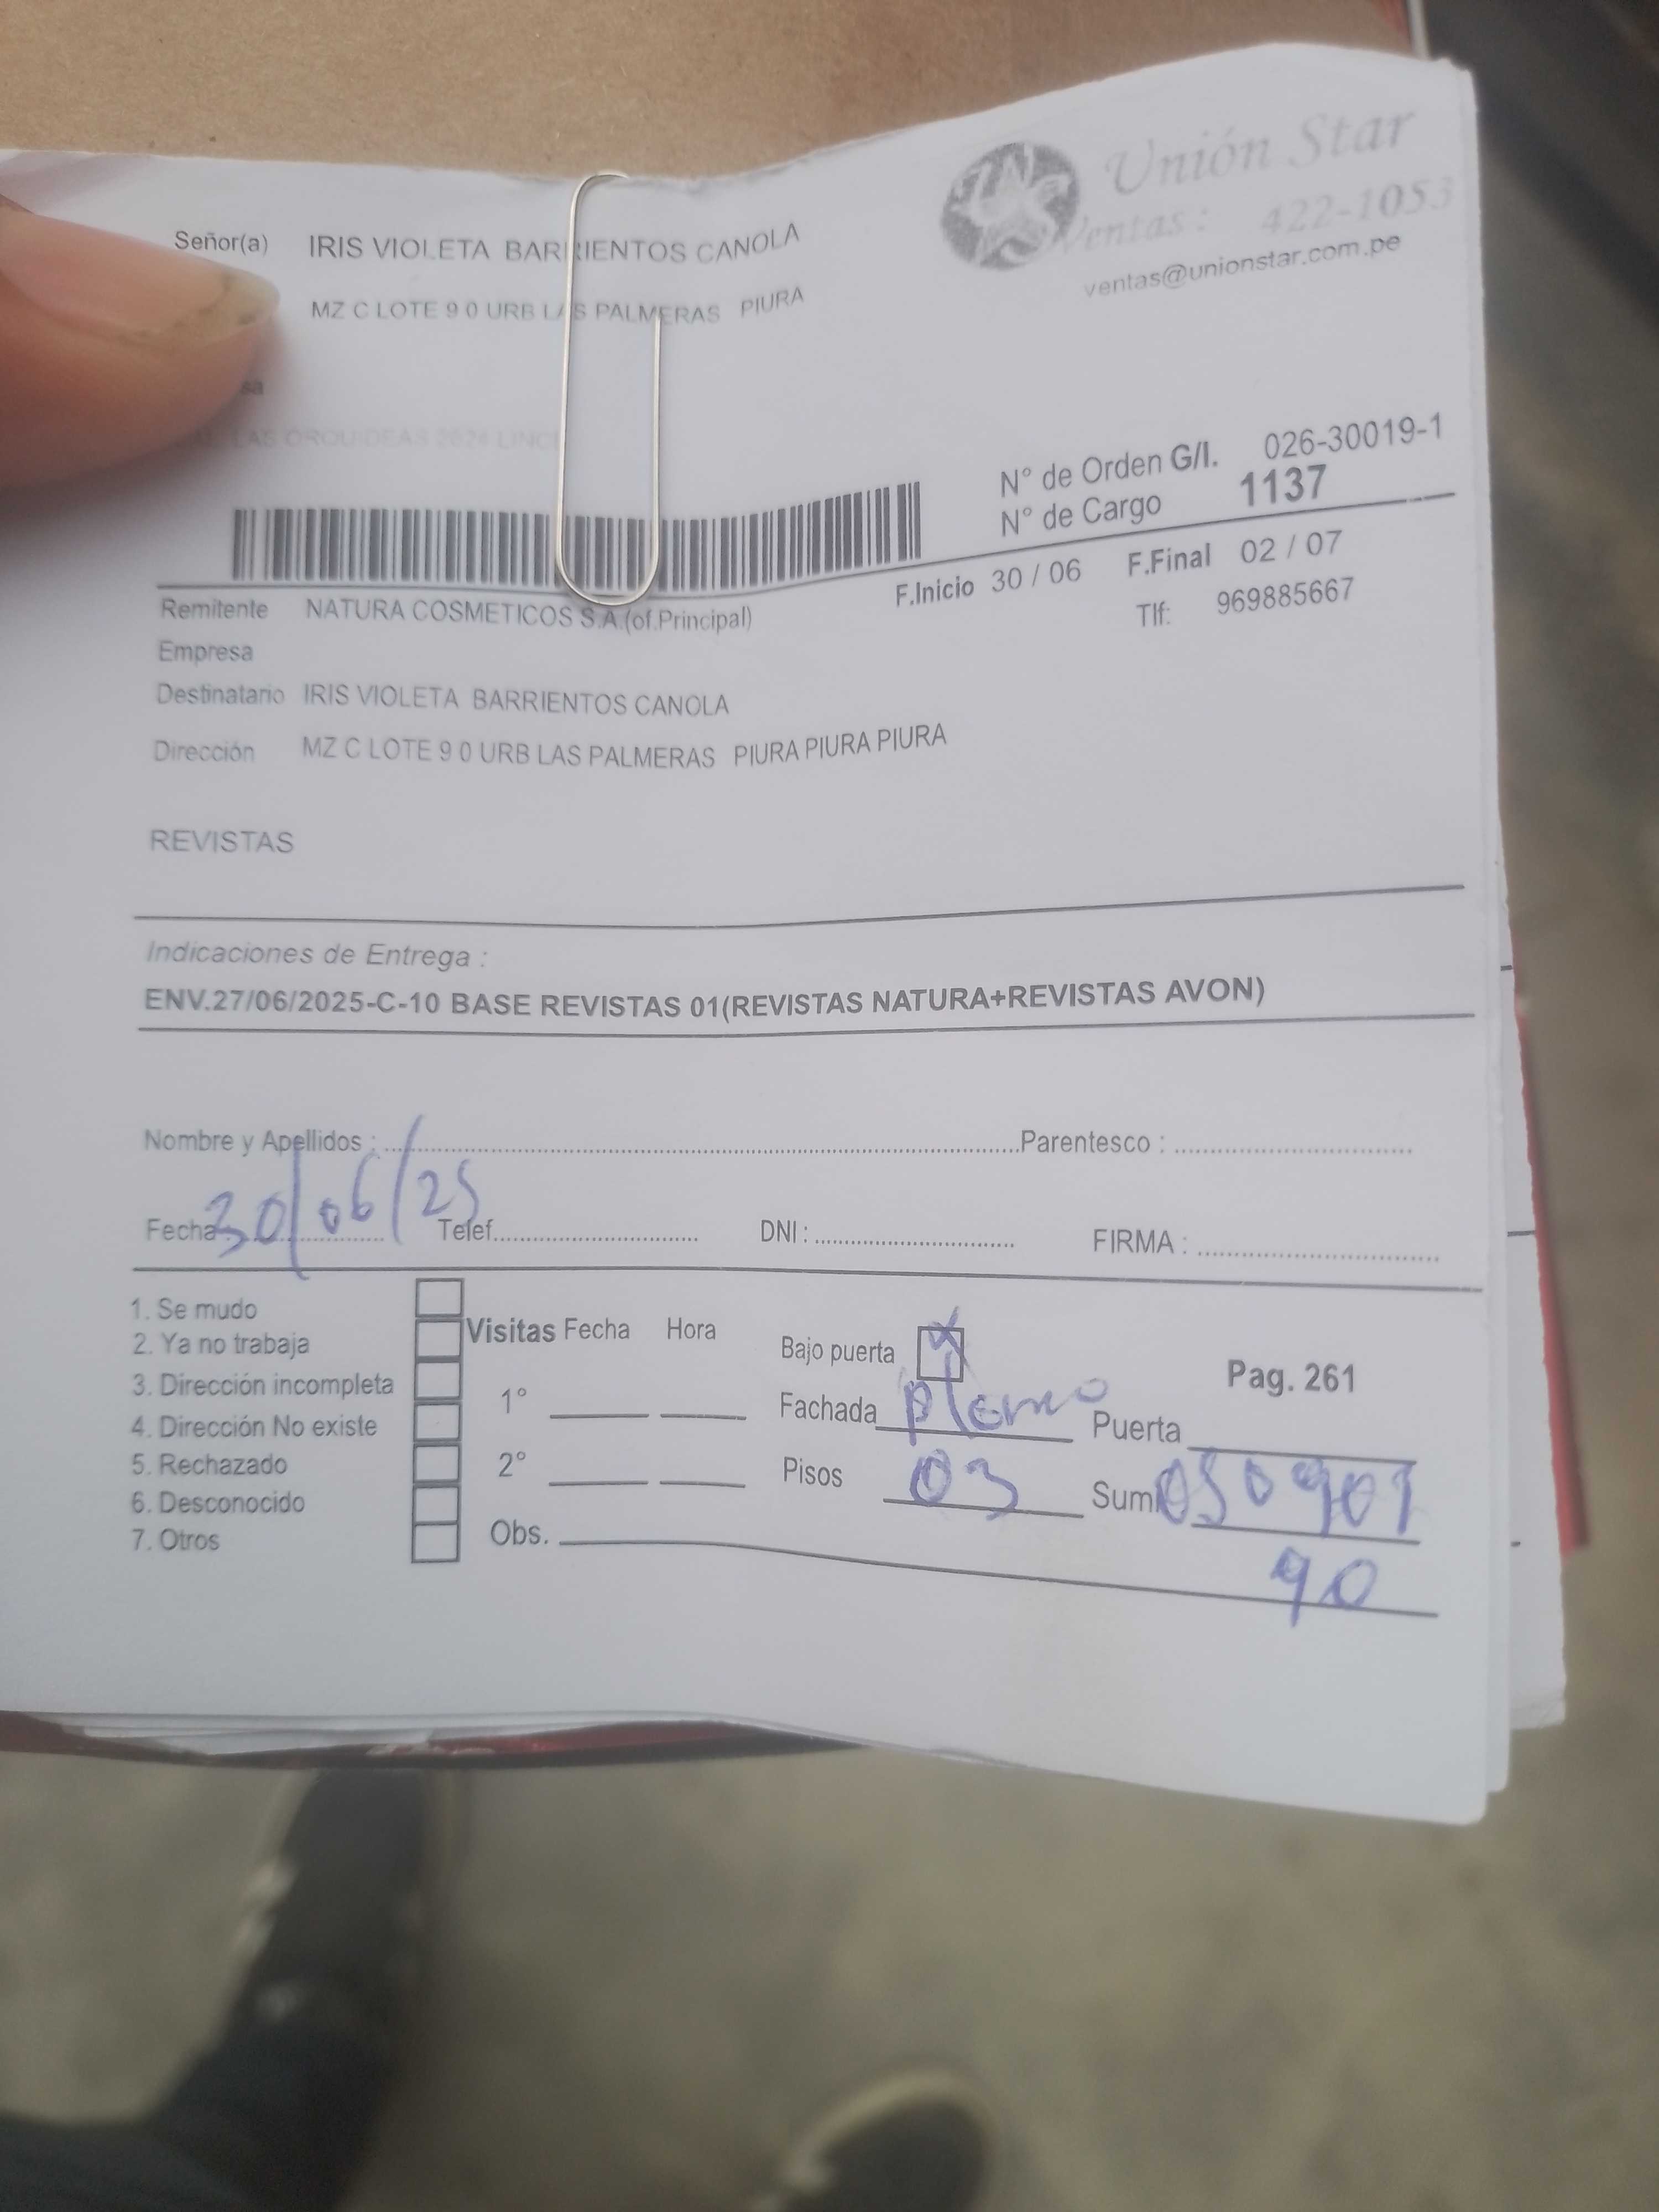 Unión Star
Ventas : 422-1053
ventas@unionstar.com.pe
Señor(a) IRIS VIOLETA BARRIENTOS CANOLA
MZ C LOTE 9 0 URB LAS PALMERAS PIURA
sa
LAS ORQUIDEAS
N° de Orden G/I. 026-30019-1
N° de Cargo 1137
F.Inicio 30 / 06 F.Final 02 / 07
Remitente NATURA COSMETICOS S.A.(of.Principal)
Tlf: 969885667
Empresa
Destinatario IRIS VIOLETA BARRIENTOS CANOLA
Dirección MZ C LOTE 9 0 URB LAS PALMERAS PIURA PIURA PIURA
REVISTAS
Indicaciones de Entrega :
ENV.27/06/2025-C-10 BASE REVISTAS 01(REVISTAS NATURA+REVISTAS AVON)
Nombre y Apellidos : Parentesco :
Fecha 30/06/25 Telef. DNI : FIRMA :
1. Se mudo
2. Ya no trabaja
3. Dirección incompleta
4. Dirección No existe
5. Rechazado
6. Desconocido
7. Otros
Visitas Fecha Hora
1°
2°
Obs.
Bajo puerta X
Fachada
Pisos 03
Pag. 261
Puerta
Sum
90